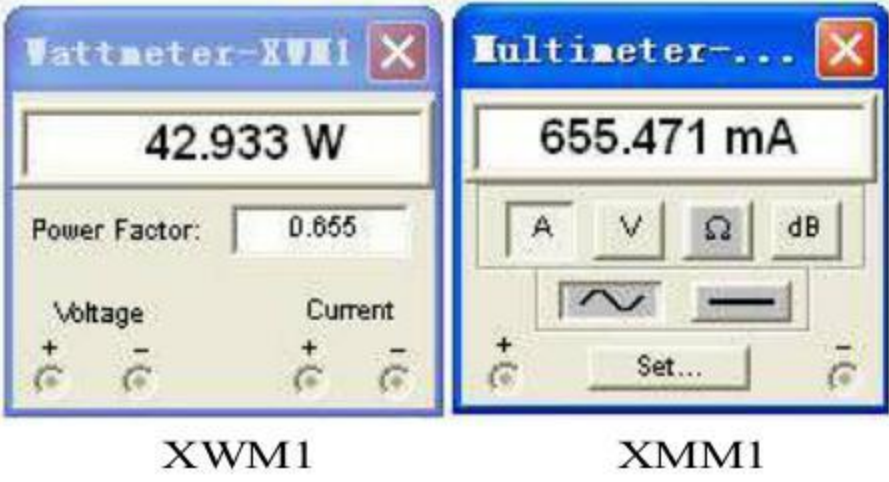 Wattmeter-XWM1
42.933 W
Power Factor: 0.655
Voltage Current
+ - + -
XWM1
Multimeter-...
655.471 mA
A V Ω dB
+ Set... -
XMM1